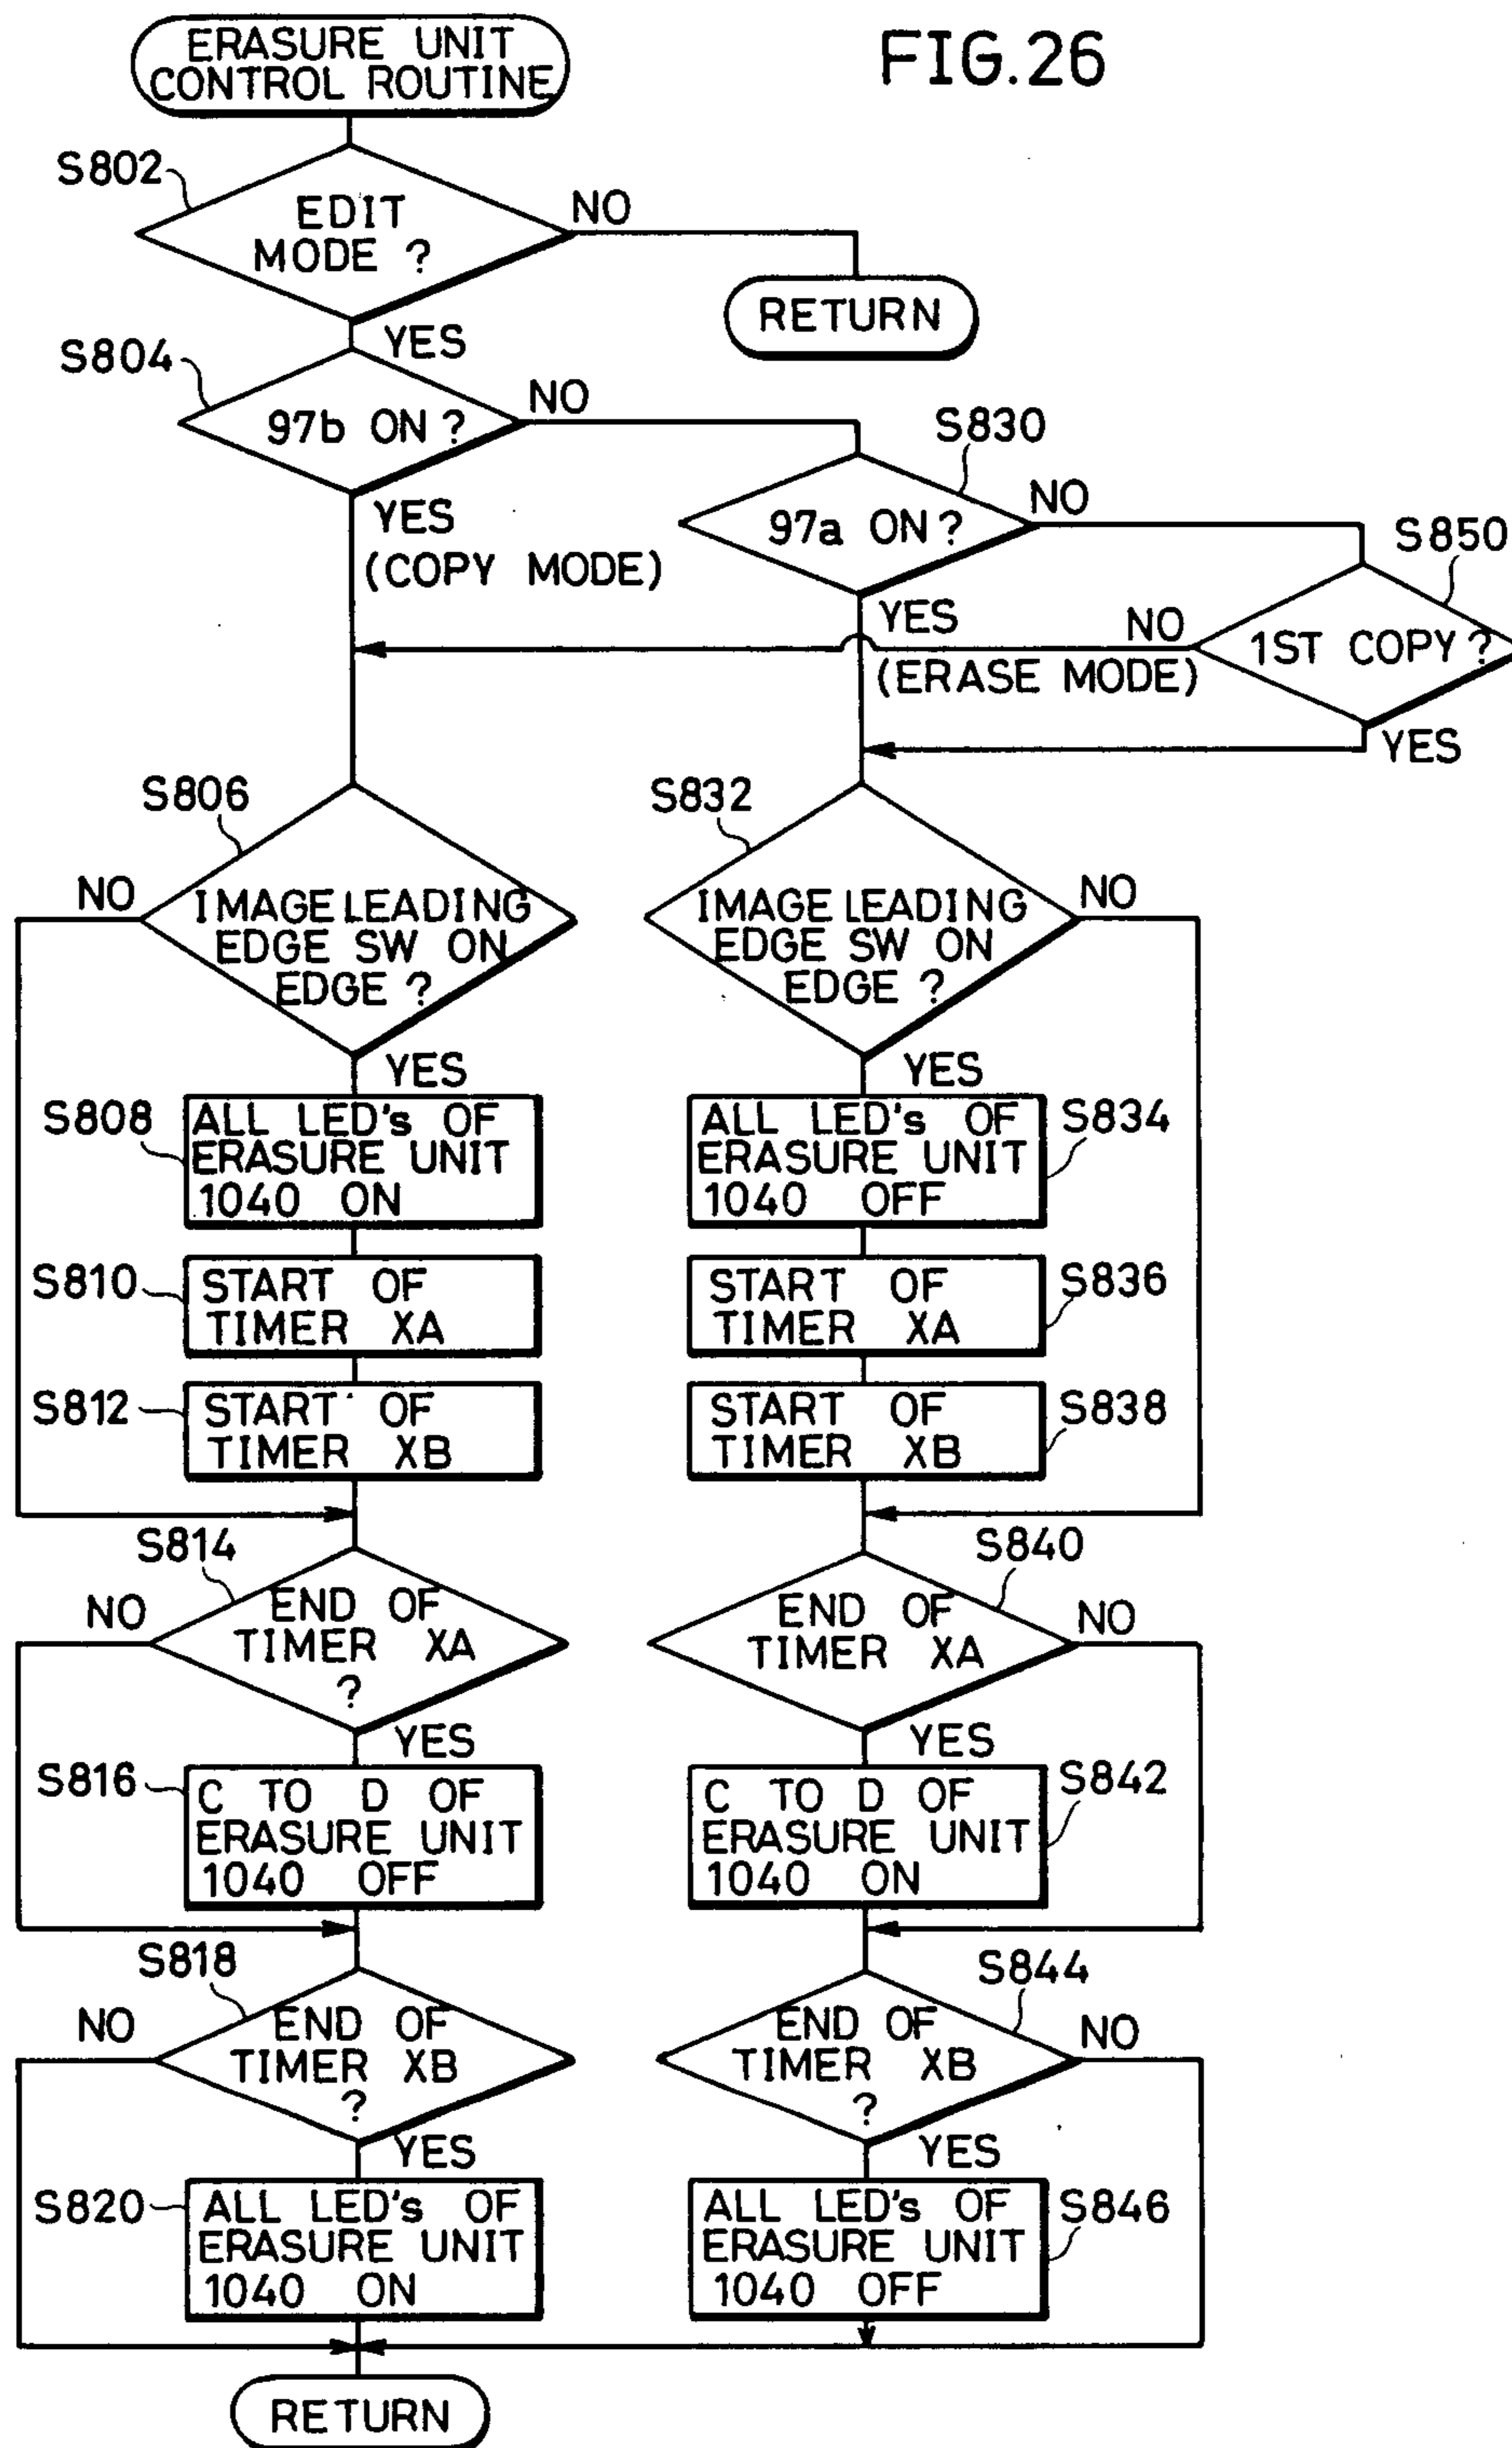 FIG.26
ERASURE UNIT
CONTROL ROUTINE
S802
EDIT
MODE ?
NO
RETURN
YES
S804
97b ON ?
NO
YES
(COPY MODE)
S830
97a ON ?
NO
YES
(ERASE MODE)
S850
1ST COPY ?
NO
YES
S806
IMAGE LEADING
EDGE SW ON
EDGE ?
NO
YES
S808
ALL LED's OF
ERASURE UNIT
1040 ON
S810
START OF
TIMER XA
S812
START OF
TIMER XB
S814
END OF
TIMER XA
?
NO
YES
S816
C TO D OF
ERASURE UNIT
1040 OFF
S818
END OF
TIMER XB
?
NO
YES
S820
ALL LED's OF
ERASURE UNIT
1040 ON
S832
IMAGE LEADING
EDGE SW ON
EDGE ?
NO
YES
S834
ALL LED's OF
ERASURE UNIT
1040 OFF
S836
START OF
TIMER XA
S838
START OF
TIMER XB
S840
END OF
TIMER XA
NO
YES
S842
C TO D OF
ERASURE UNIT
1040 ON
S844
END OF
TIMER XB
?
NO
YES
S846
ALL LED's OF
ERASURE UNIT
1040 OFF
RETURN